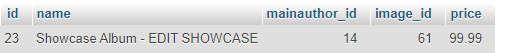 id name mainauthor_id image_id price
23 Showcase Album - EDIT SHOWCASE 14 61 99.99